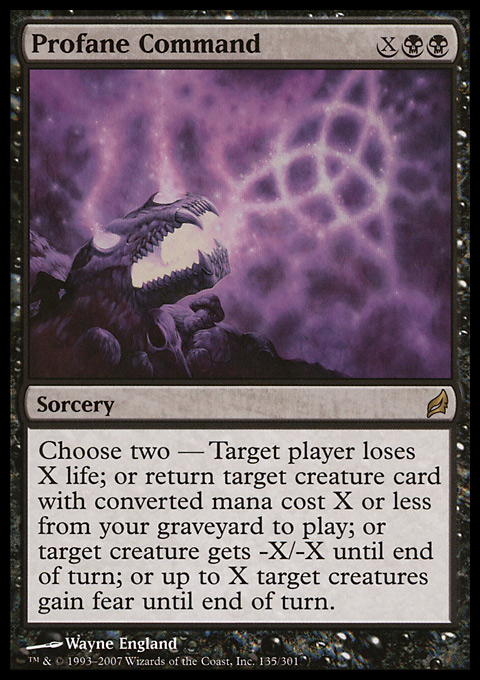 Profane Command X
Sorcery
Choose two — Target player loses
X life; or return target creature card
with converted mana cost X or less
from your graveyard to play; or
target creature gets -X/-X until end
of turn; or up to X target creatures
gain fear until end of turn.
Wayne England
™ & © 1993–2007 Wizards of the Coast, Inc. 135/301